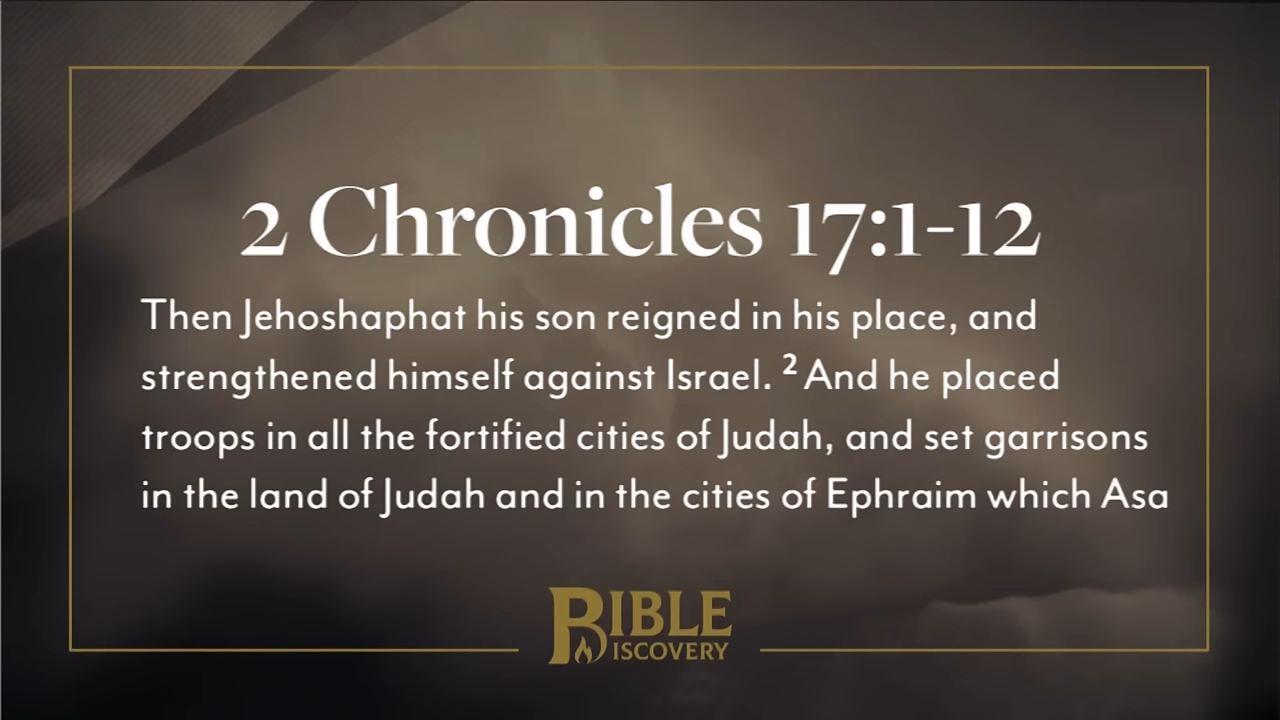 2 Chronicles 17:1-12
Then Jehoshaphat his son reigned in his place, and
strengthened himself against Israel. ² And he placed
troops in all the fortified cities of Judah, and set garrisons
in the land of Judah and in the cities of Ephraim which Asa
BIBLE
DISCOVERY